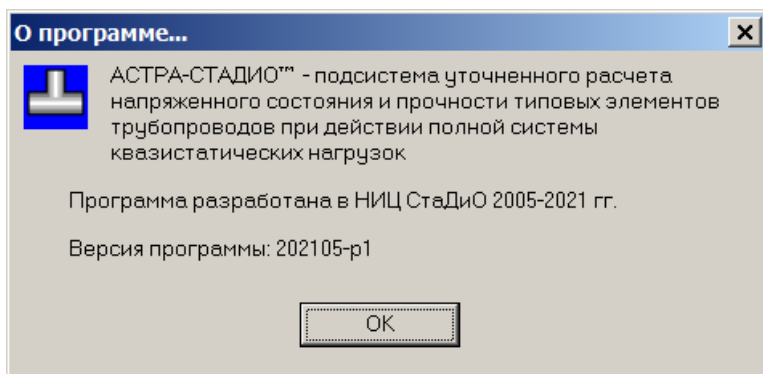 О программе...
АСТРА-СТАДИО™ - подсистема уточненного расчета
напряженного состояния и прочности типовых элементов
трубопроводов при действии полной системы
квазистатических нагрузок
Программа разработана в НИЦ СтаДиО 2005-2021 гг.
Версия программы: 202105-p1
OK